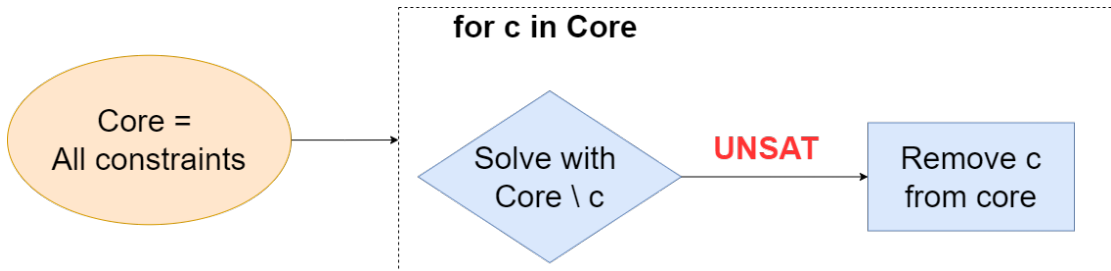 for c in Core
Core =
All constraints
Solve with
Core \ c
UNSAT
Remove c
from core